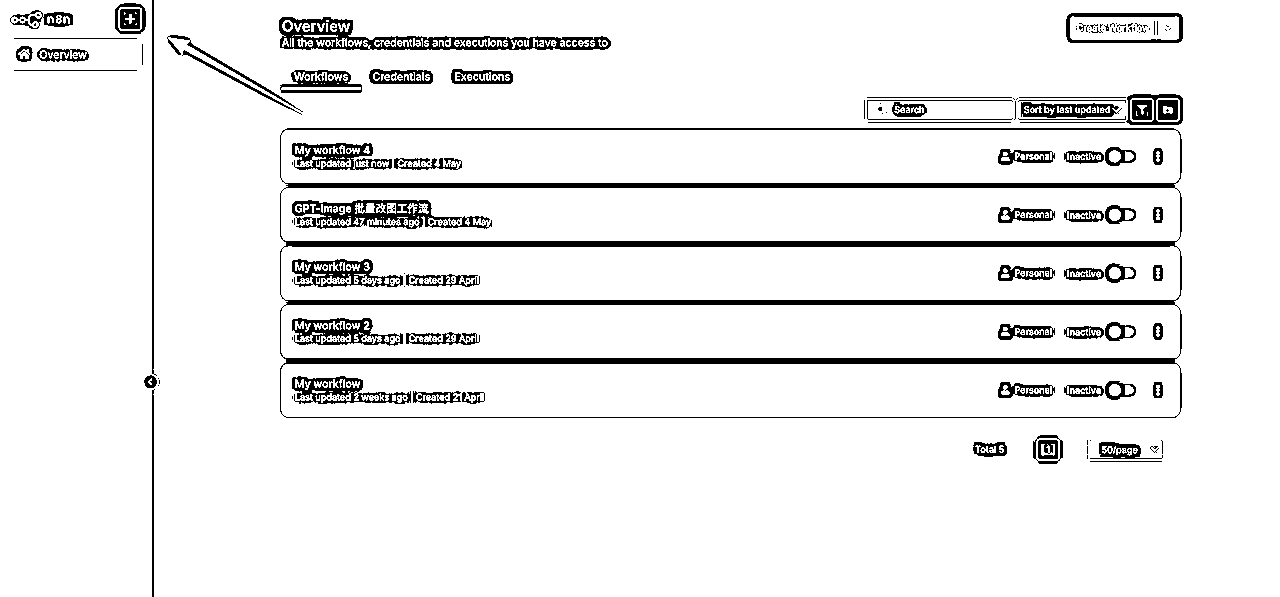 n8n
Overview
Overview
All the workflows, credentials and executions you have access to
Create Workflow
Workflows Credentials Executions
Search Sort by last updated
My workflow 4
Last updated just now | Created 4 May
Personal Inactive
GPT-Image 批量改图工作流
Last updated 47 minutes ago | Created 4 May
Personal Inactive
My workflow 3
Last updated 5 days ago | Created 29 April
Personal Inactive
My workflow 2
Last updated 5 days ago | Created 29 April
Personal Inactive
My workflow
Last updated 2 weeks ago | Created 21 April
Personal Inactive
Total 5 1 50/page